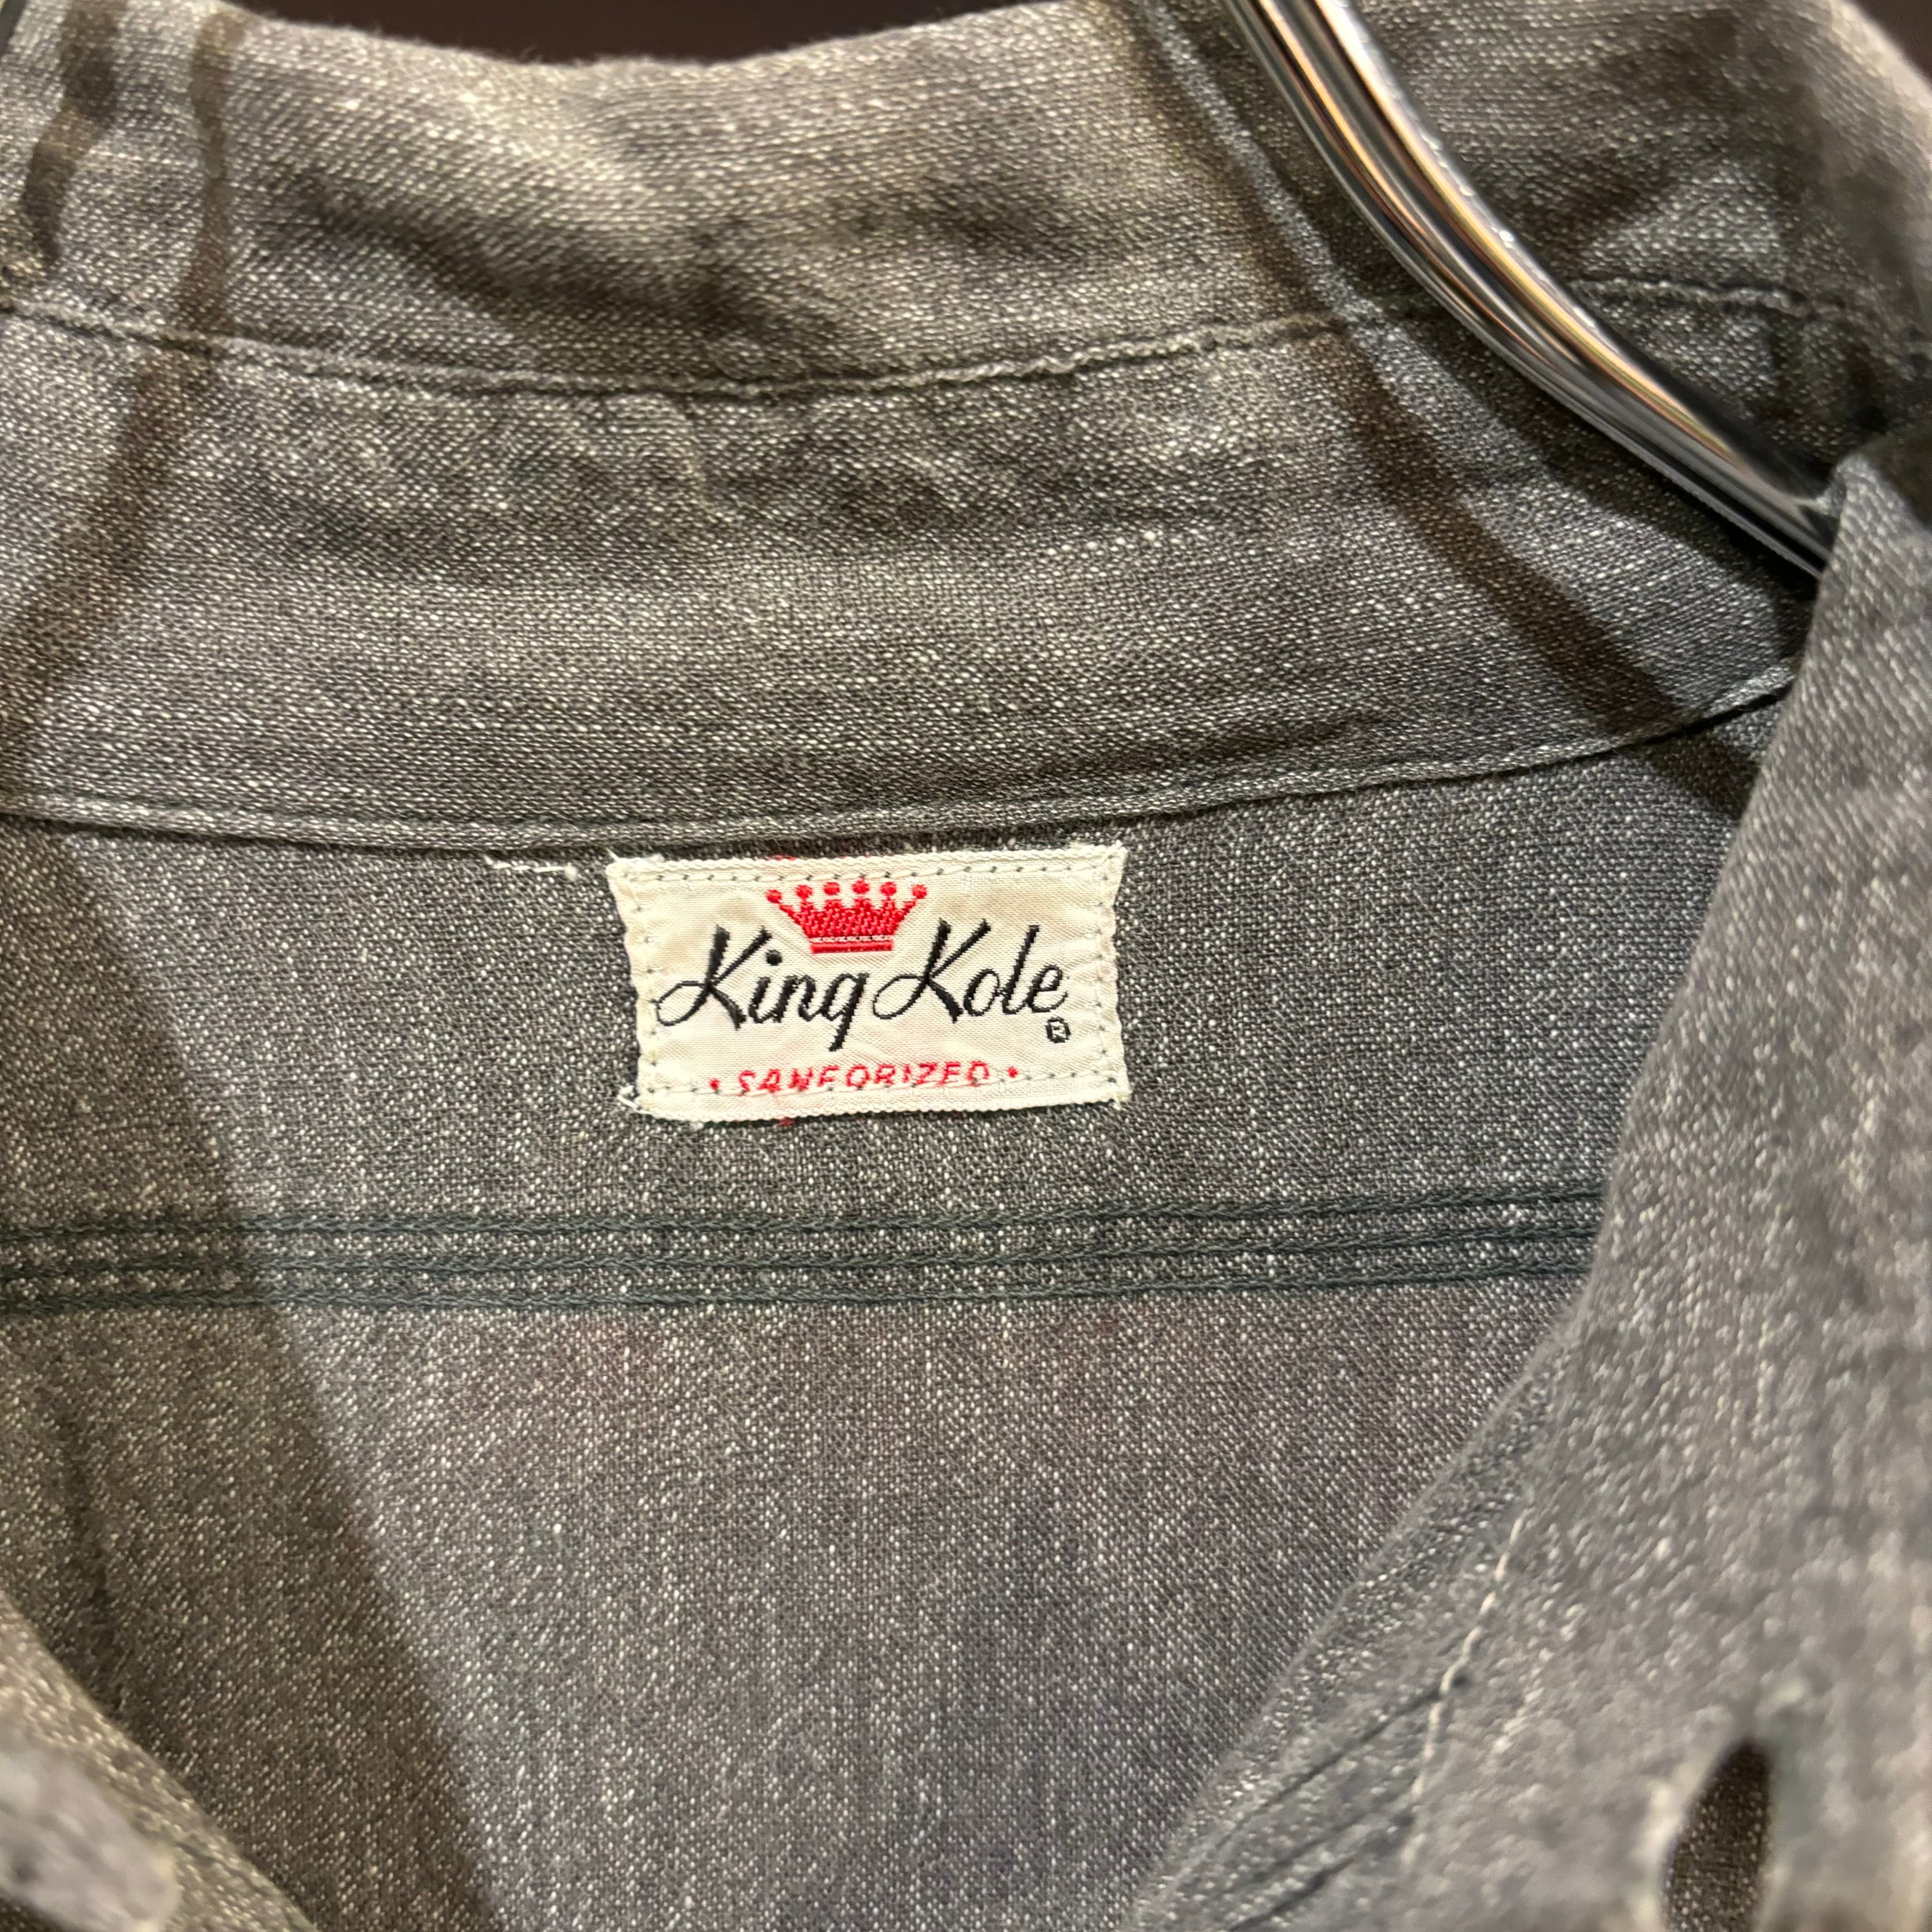 King Kole
®
• SANFORIZED •